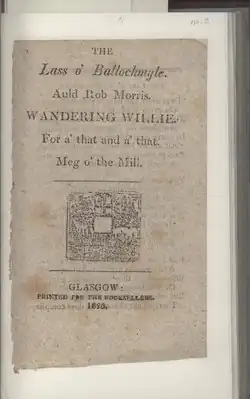 THE
Lass o' Ballochmyle.
Auld Rob Morris.
WANDERING WILLIE.
For a' that and a' that.
Meg o' the Mill.
GLASGOW:
PRINTED FOR THE BOOKSELLERS.